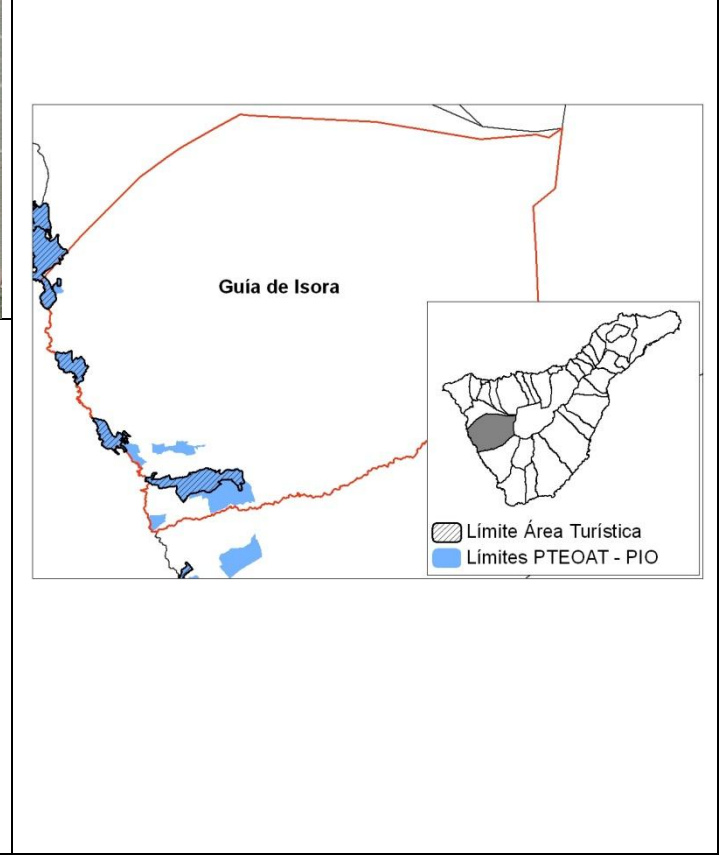 Guía de Isora
Límite Área Turística
Límites PTEOAT - PIO